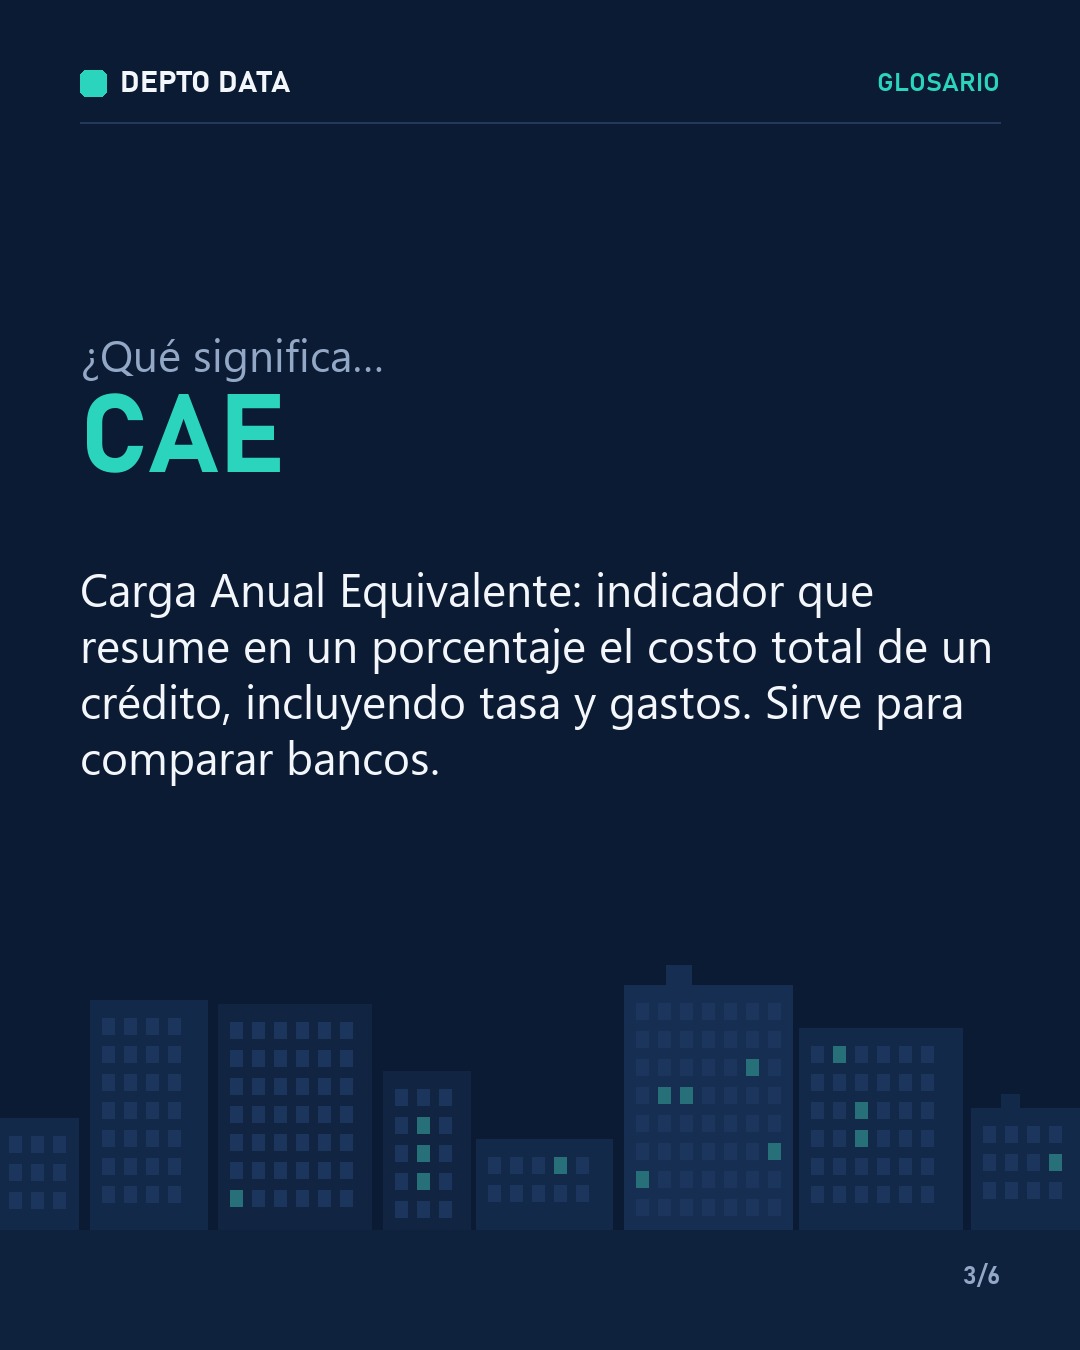 DEPTO DATA
GLOSARIO
¿Qué significa...
CAE
Carga Anual Equivalente: indicador que
resume en un porcentaje el costo total de un
crédito, incluyendo tasa y gastos. Sirve para
comparar bancos.
3/6